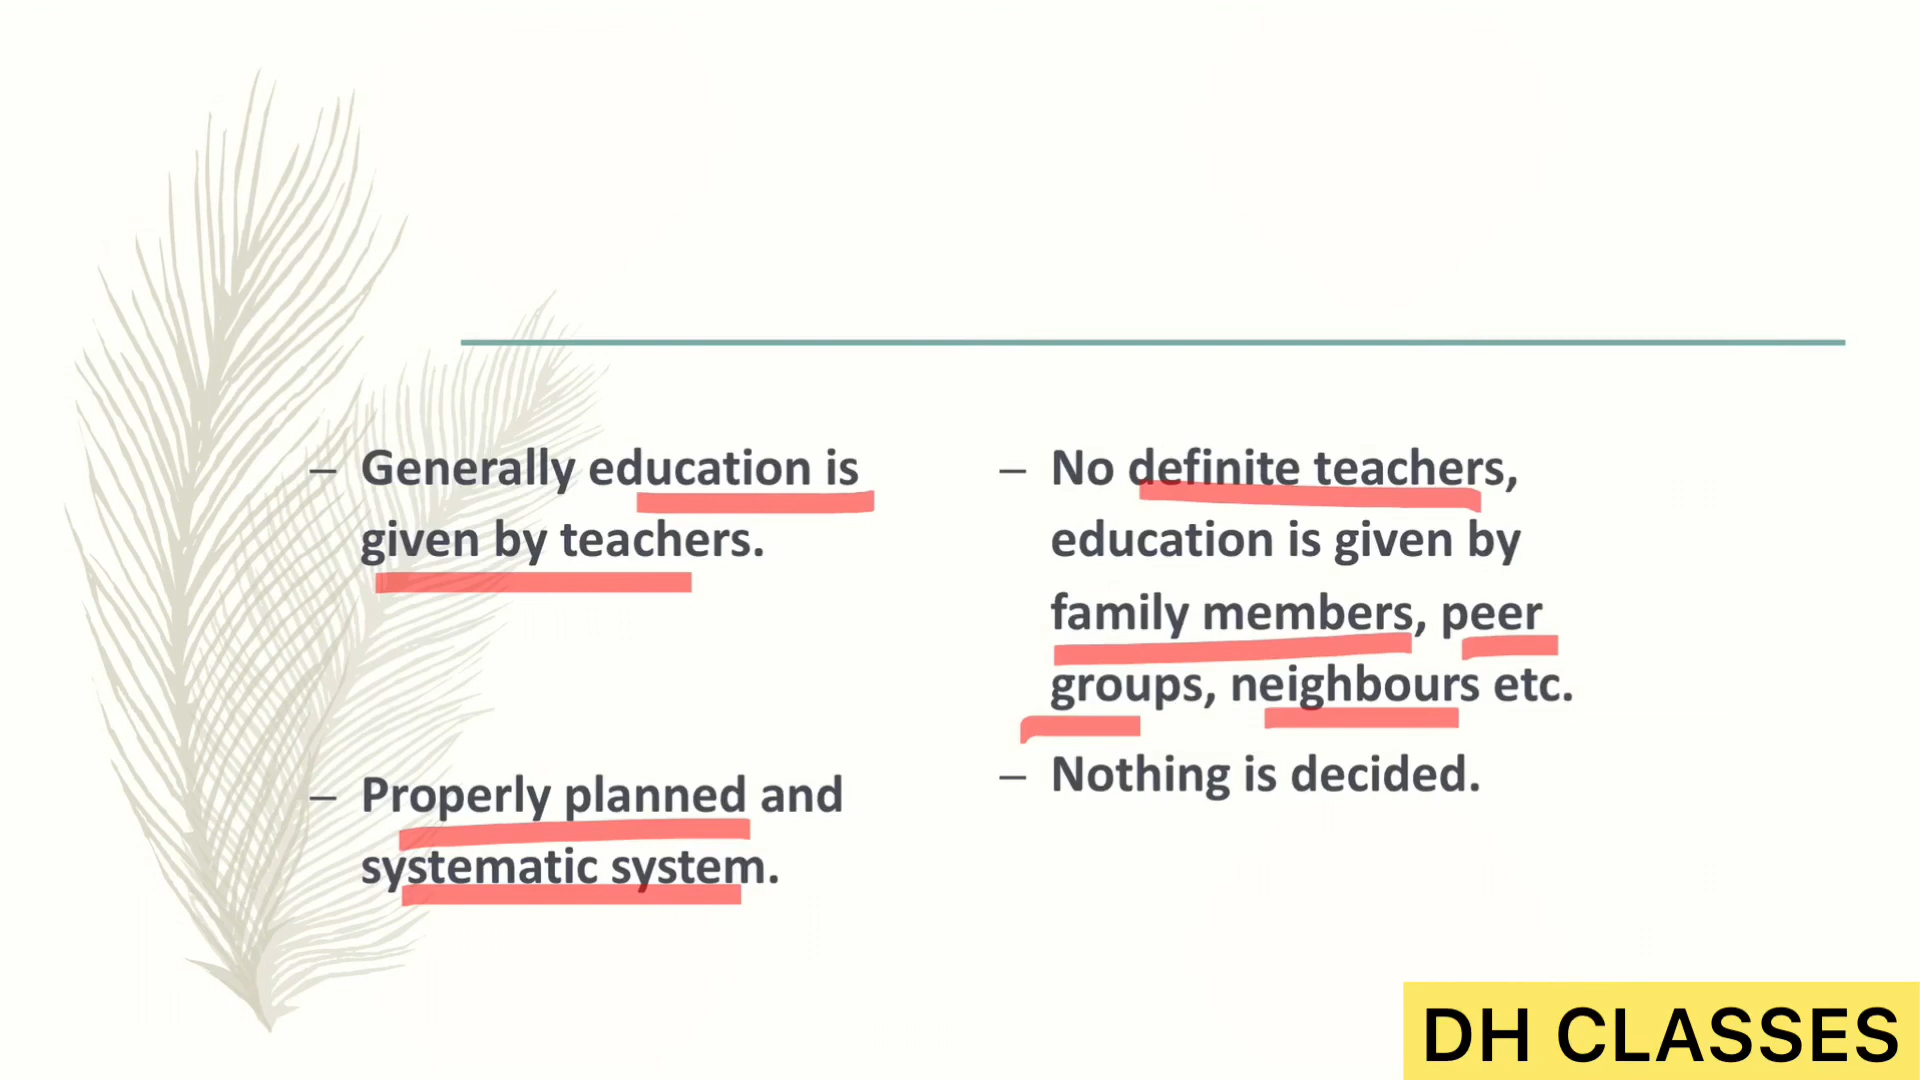 – Generally education is
given by teachers.
– Properly planned and
systematic system.
– No definite teachers,
education is given by
family members, peer
groups, neighbours etc.
– Nothing is decided.
DH CLASSES